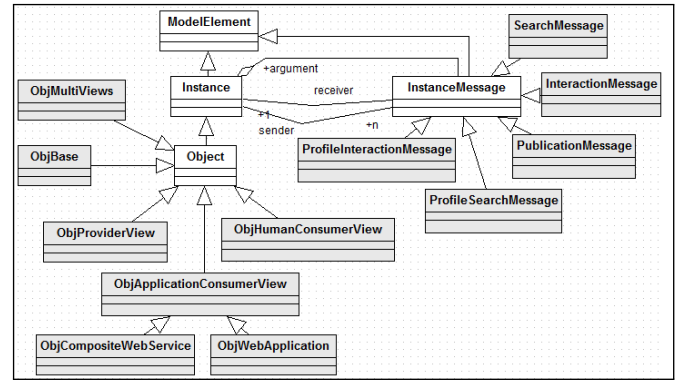 ModelElement
SearchMessage
+argument
ObjMultiViews
Instance
receiver
InstanceMessage
InteractionMessage
+1
sender
+n
ObjBase
Object
ProfileInteractionMessage
PublicationMessage
ProfileSearchMessage
ObjProviderView
ObjHumanConsumerView
ObjApplicationConsumerView
ObjCompositeWebService
ObjWebApplication